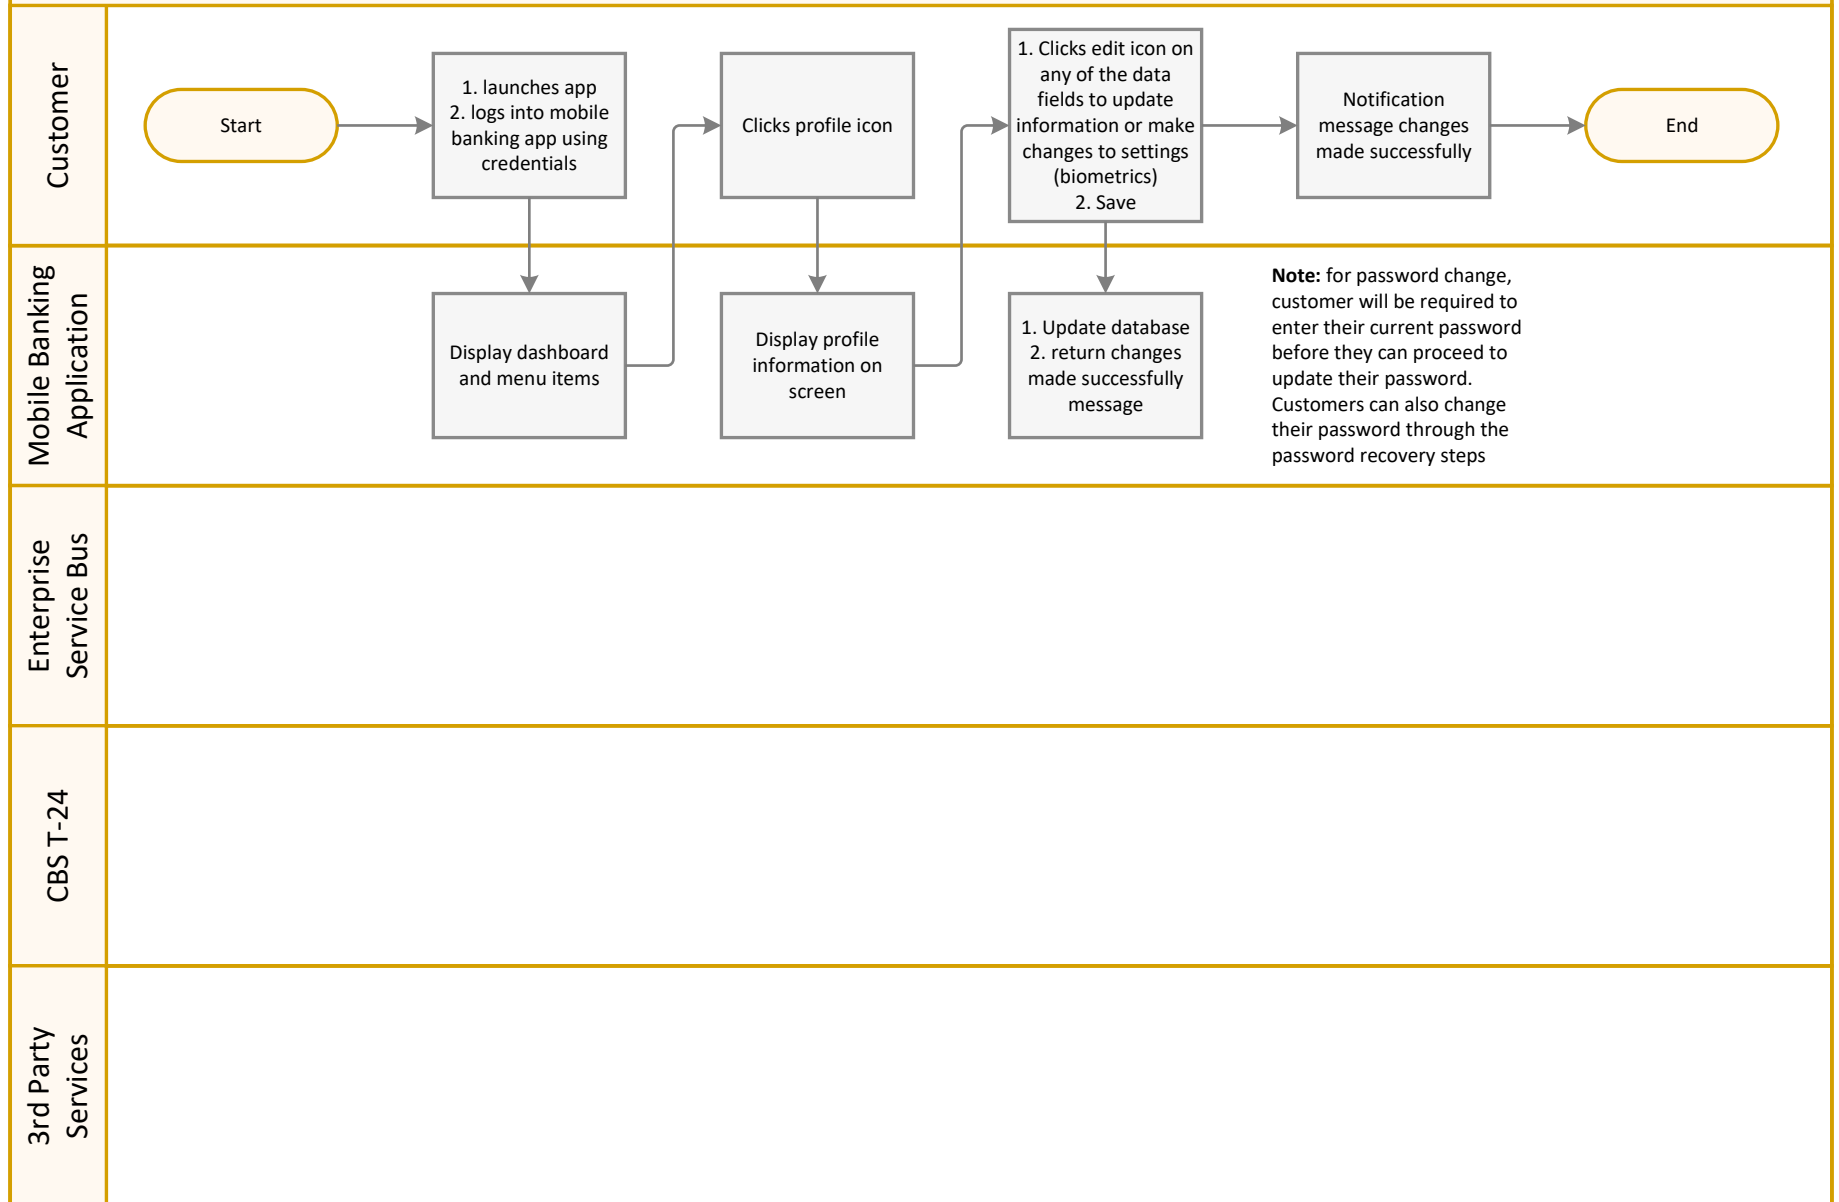 Customer
Start
1. launches app
2. logs into mobile
banking app using
credentials
Clicks profile icon
1. Clicks edit icon on
any of the data
fields to update
information or make
changes to settings
(biometrics)
2. Save
Notification
message changes
made successfully
End
Mobile Banking
Application
Display dashboard
and menu items
Display profile
information on
screen
1. Update database
2. return changes
made successfully
message
Note: for password change,
customer will be required to
enter their current password
before they can proceed to
update their password.
Customers can also change
their password through the
password recovery steps
Enterprise
Service Bus
CBS T-24
3rd Party
Services